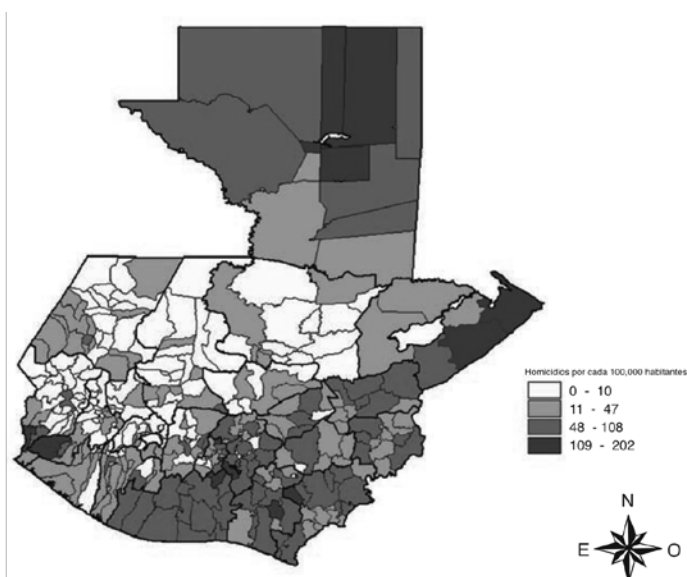 Homicidios por cada 100,000 habitantes
0 - 10
11 - 47
48 - 108
109 - 202
N
E O